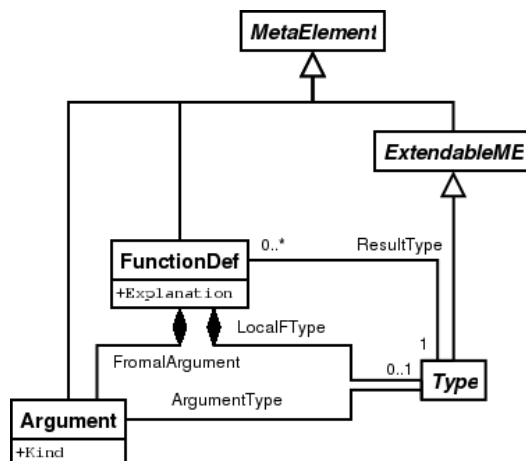 MetaElement
ExtendableME
FunctionDef
+Explanation
0..*
ResultType
LocalFType
1
FromalArgument
0..1
Type
ArgumentType
Argument
+Kind